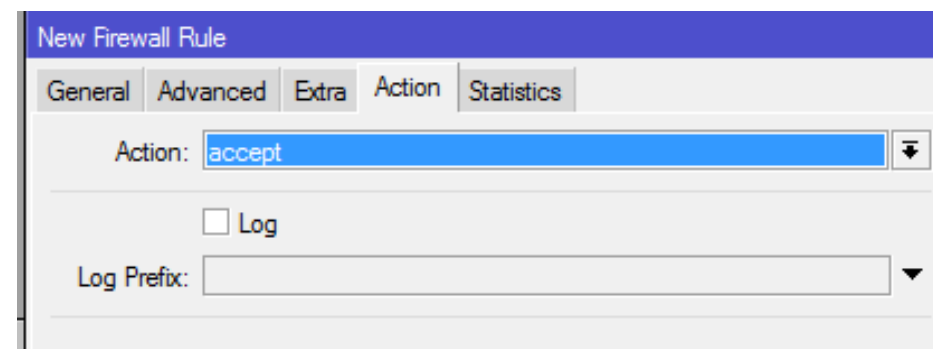 New Firewall Rule
General Advanced Extra Action Statistics
Action: accept
Log
Log Prefix: